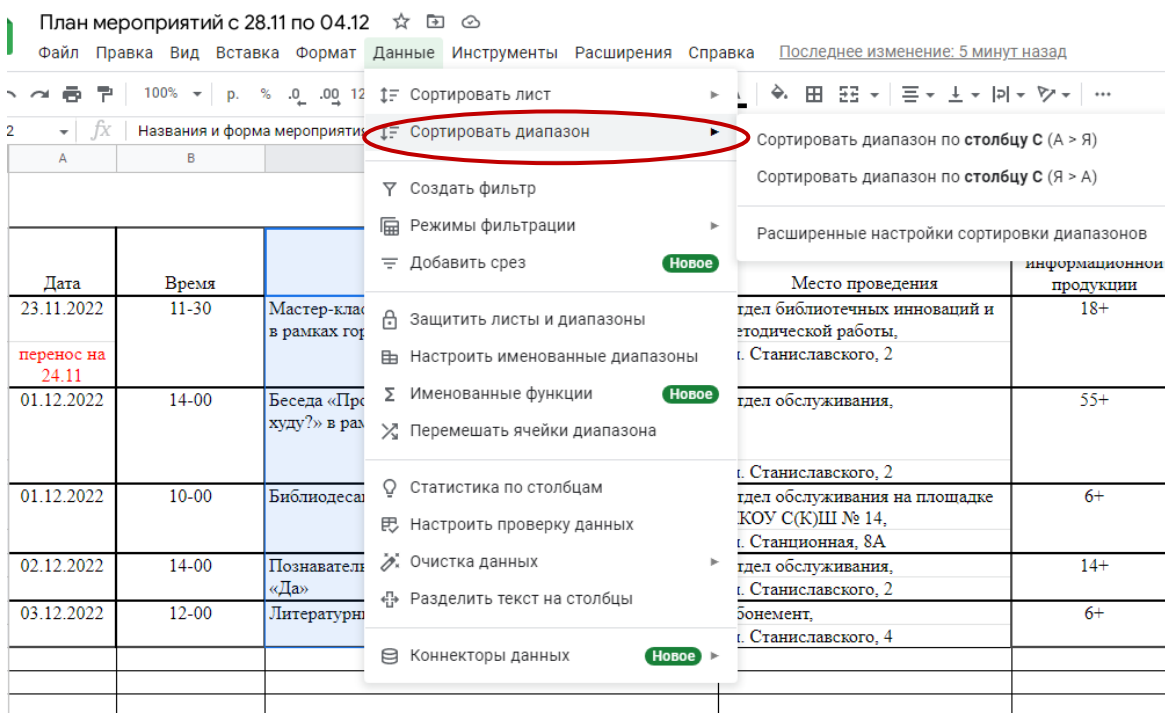 План мероприятий с 28.11 по 04.12
Файл Правка Вид Вставка Формат Данные Инструменты Расширения Справка Последнее изменение: 5 минут назад
100% р. % .0 .00 12
2 fx Названия и форма мероприятия
Сортировать лист
Сортировать диапазон
Сортировать диапазон по столбцу C (А > Я)
Сортировать диапазон по столбцу C (Я > А)
Расширенные настройки сортировки диапазонов
Создать фильтр
Режимы фильтрации
Добавить срез Новое
Защитить листы и диапазоны
Настроить именованные диапазоны
Именованные функции Новое
Перемешать ячейки диапазона
Статистика по столбцам
Настроить проверку данных
Очистка данных
Разделить текст на столбцы
Коннекторы данных Новое
A B
информационной
Дата Время Место проведения продукции
23.11.2022 11-30 Мастер-клас тдел библиотечных инноваций и 18+
в рамках гор етодической работы,
перенос на л. Станиславского, 2
24.11
01.12.2022 14-00 Беседа «Про тдел обслуживания, 55+
худу?» в рам
л. Станиславского, 2
01.12.2022 10-00 Библиодесан тдел обслуживания на площадке 6+
КОУ С(К)Ш № 14,
л. Станционная, 8А
02.12.2022 14-00 Познаватель тдел обслуживания, 14+
«Да» л. Станиславского, 2
03.12.2022 12-00 Литературн бонемент, 6+
л. Станиславского, 4